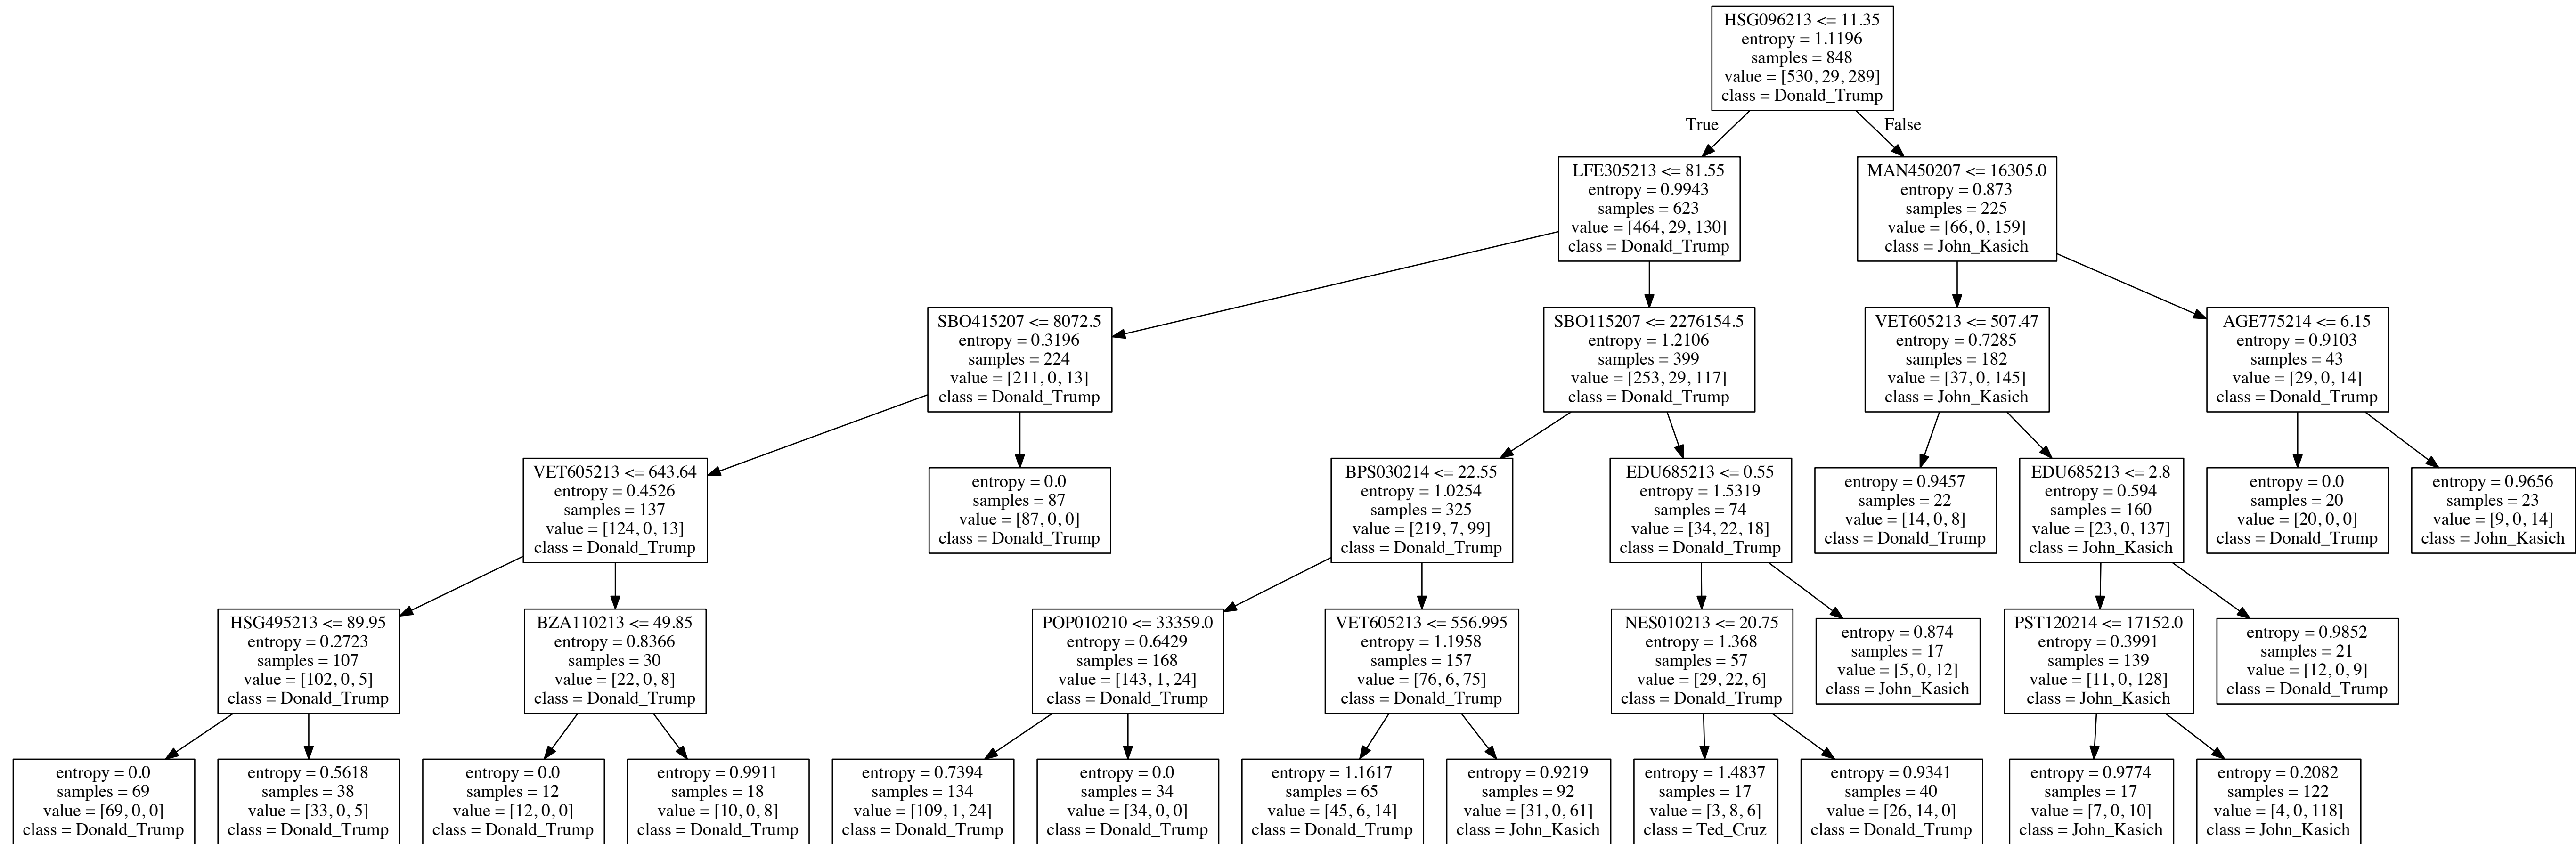 HSG096213 <= 11.35
entropy = 1.1196
samples = 848
value = [530, 29, 289]
class = Donald_Trump
True
False
LFE305213 <= 81.55
entropy = 0.9943
samples = 623
value = [464, 29, 130]
class = Donald_Trump
MAN450207 <= 16305.0
entropy = 0.873
samples = 225
value = [66, 0, 159]
class = John_Kasich
SBO415207 <= 8072.5
entropy = 0.3196
samples = 224
value = [211, 0, 13]
class = Donald_Trump
SBO115207 <= 2276154.5
entropy = 1.2106
samples = 399
value = [253, 29, 117]
class = Donald_Trump
VET605213 <= 507.47
entropy = 0.7285
samples = 182
value = [37, 0, 145]
class = John_Kasich
AGE775214 <= 6.15
entropy = 0.9103
samples = 43
value = [29, 0, 14]
class = Donald_Trump
VET605213 <= 643.64
entropy = 0.4526
samples = 137
value = [124, 0, 13]
class = Donald_Trump
entropy = 0.0
samples = 87
value = [87, 0, 0]
class = Donald_Trump
BPS030214 <= 22.55
entropy = 1.0254
samples = 325
value = [219, 7, 99]
class = Donald_Trump
EDU685213 <= 0.55
entropy = 1.5319
samples = 74
value = [34, 22, 18]
class = Donald_Trump
entropy = 0.9457
samples = 22
value = [14, 0, 8]
class = Donald_Trump
EDU685213 <= 2.8
entropy = 0.594
samples = 160
value = [23, 0, 137]
class = John_Kasich
entropy = 0.0
samples = 20
value = [20, 0, 0]
class = Donald_Trump
entropy = 0.9656
samples = 23
value = [9, 0, 14]
class = John_Kasich
HSG495213 <= 89.95
entropy = 0.2723
samples = 107
value = [102, 0, 5]
class = Donald_Trump
BZA110213 <= 49.85
entropy = 0.8366
samples = 30
value = [22, 0, 8]
class = Donald_Trump
POP010210 <= 33359.0
entropy = 0.6429
samples = 168
value = [143, 1, 24]
class = Donald_Trump
VET605213 <= 556.995
entropy = 1.1958
samples = 157
value = [76, 6, 75]
class = Donald_Trump
NES010213 <= 20.75
entropy = 1.368
samples = 57
value = [29, 22, 6]
class = Donald_Trump
entropy = 0.874
samples = 17
value = [5, 0, 12]
class = John_Kasich
PST120214 <= 17152.0
entropy = 0.3991
samples = 139
value = [11, 0, 128]
class = John_Kasich
entropy = 0.9852
samples = 21
value = [12, 0, 9]
class = Donald_Trump
entropy = 0.0
samples = 69
value = [69, 0, 0]
class = Donald_Trump
entropy = 0.5618
samples = 38
value = [33, 0, 5]
class = Donald_Trump
entropy = 0.0
samples = 12
value = [12, 0, 0]
class = Donald_Trump
entropy = 0.9911
samples = 18
value = [10, 0, 8]
class = Donald_Trump
entropy = 0.7394
samples = 134
value = [109, 1, 24]
class = Donald_Trump
entropy = 0.0
samples = 34
value = [34, 0, 0]
class = Donald_Trump
entropy = 1.1617
samples = 65
value = [45, 6, 14]
class = Donald_Trump
entropy = 0.9219
samples = 92
value = [31, 0, 61]
class = John_Kasich
entropy = 1.4837
samples = 17
value = [3, 8, 6]
class = Ted_Cruz
entropy = 0.9341
samples = 40
value = [26, 14, 0]
class = Donald_Trump
entropy = 0.9774
samples = 17
value = [7, 0, 10]
class = John_Kasich
entropy = 0.2082
samples = 122
value = [4, 0, 118]
class = John_Kasich